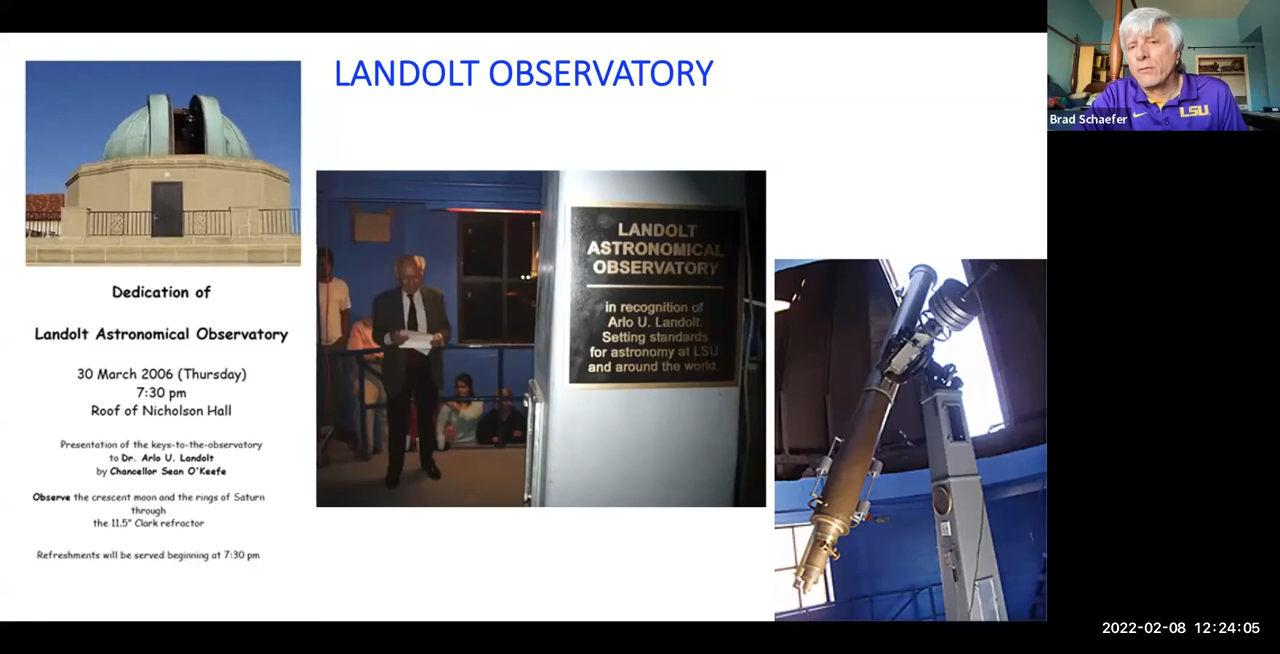 LANDOLT OBSERVATORY
Dedication of
Landolt Astronomical Observatory
30 March 2006 (Thursday)
7:30 pm
Roof of Nicholson Hall
Presentation of the keys-to-the-observatory
to Dr. Arlo U. Landolt
by Chancellor Sean O'Keefe
Observe the crescent moon and the rings of Saturn
through
the 11.5" Clark refractor
Refreshments will be served beginning at 7:30 pm
LANDOLT
ASTRONOMICAL
OBSERVATORY
in recognition of
Arlo U. Landolt:
Setting standards
for astronomy at LSU
and around the world.
LSU
Brad Schaefer
2022-02-08 12:24:05